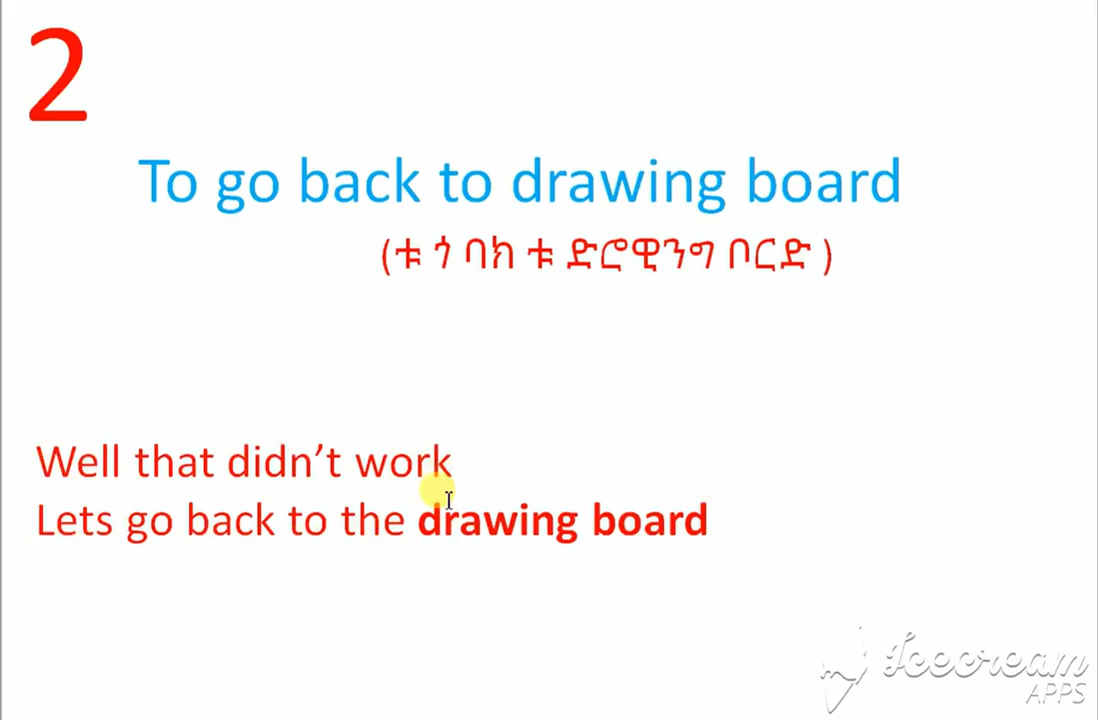 2
To go back to drawing board
(ቱ ጎ ባክ ቱ ድሮዊንግ ቦርድ )
Well that didn’t work
Lets go back to the drawing board
Icecream
APPS